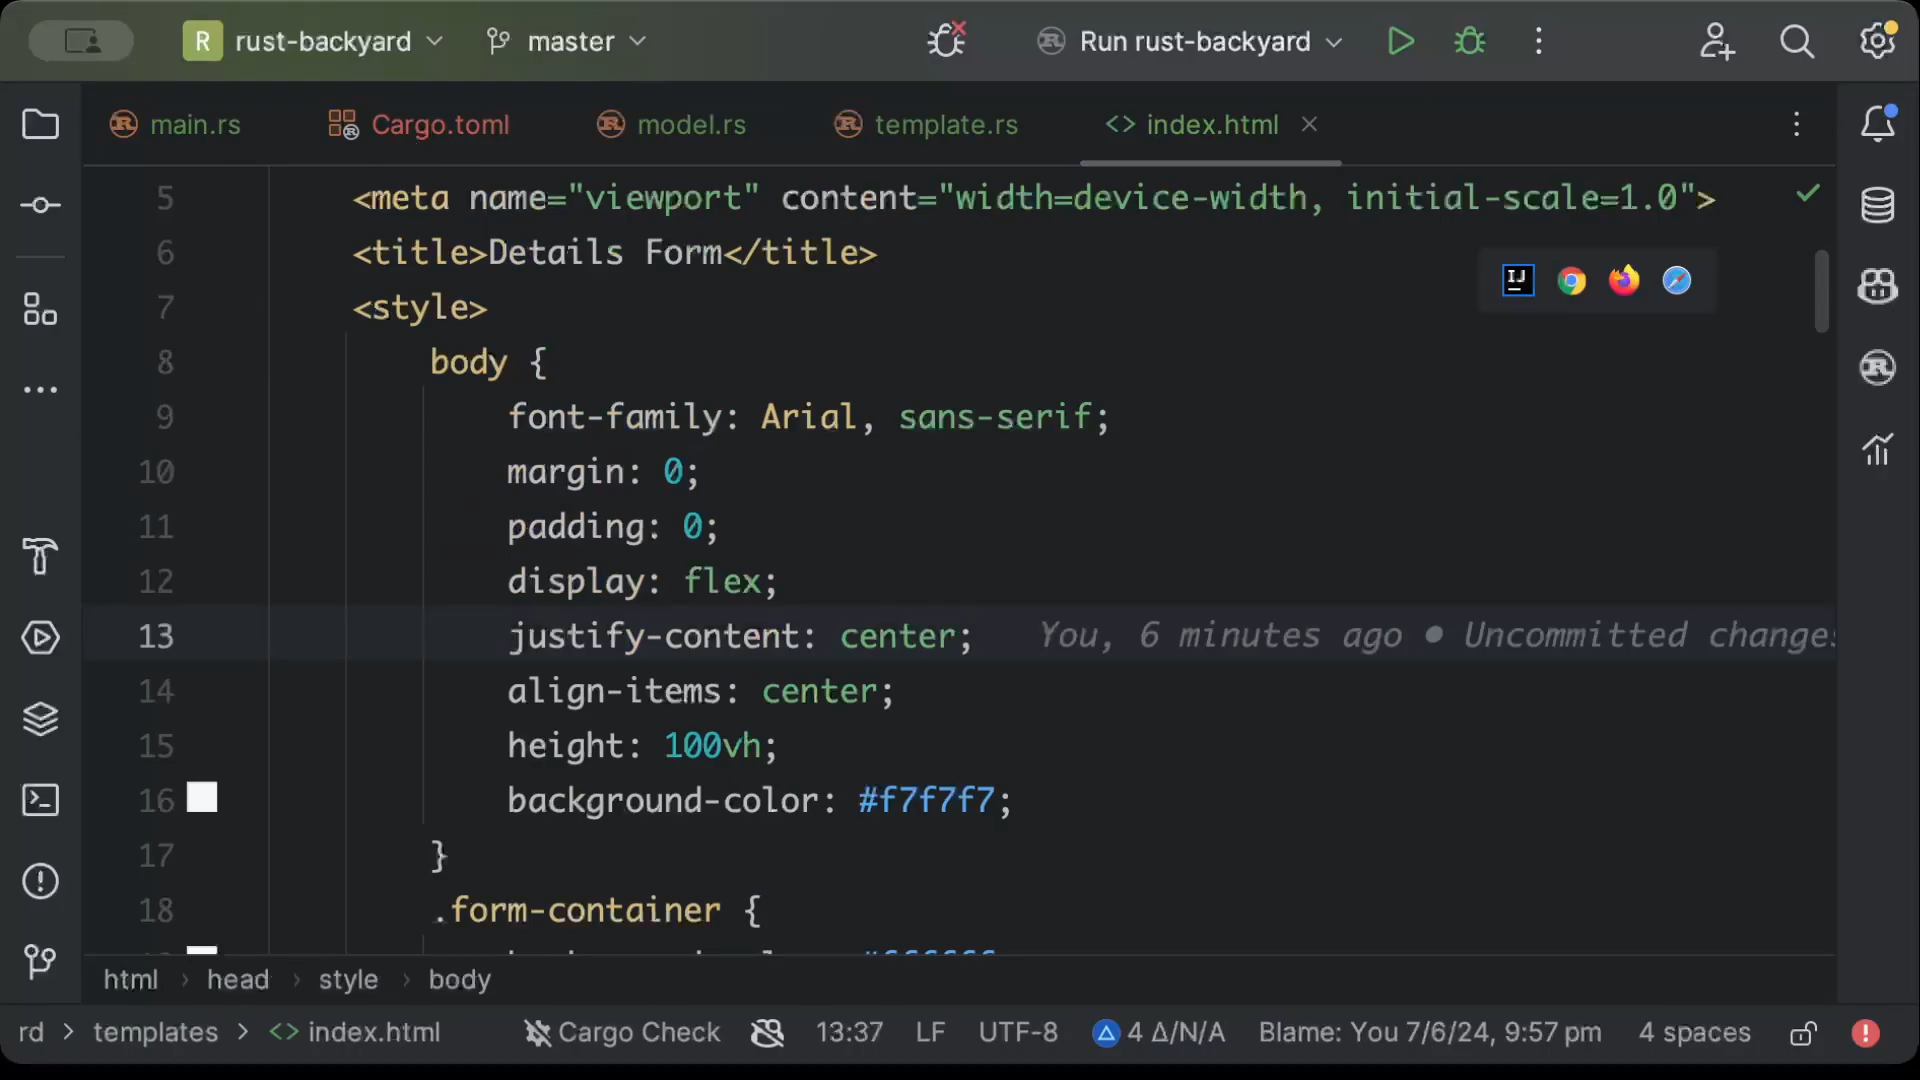 R rust-backyard master Run rust-backyard
main.rs Cargo.toml model.rs template.rs <> index.html
5 <meta name="viewport" content="width=device-width, initial-scale=1.0">
6 <title>Details Form</title>
7 <style>
8 body {
9 font-family: Arial, sans-serif;
10 margin: 0;
11 padding: 0;
12 display: flex;
13 justify-content: center; You, 6 minutes ago • Uncommitted changes
14 align-items: center;
15 height: 100vh;
16 background-color: #f7f7f7;
17 }
18 .form-container {
html › head › style › body
rd > templates > <> index.html Cargo Check 13:37 LF UTF-8 4 Δ/N/A Blame: You 7/6/24, 9:57 pm 4 spaces